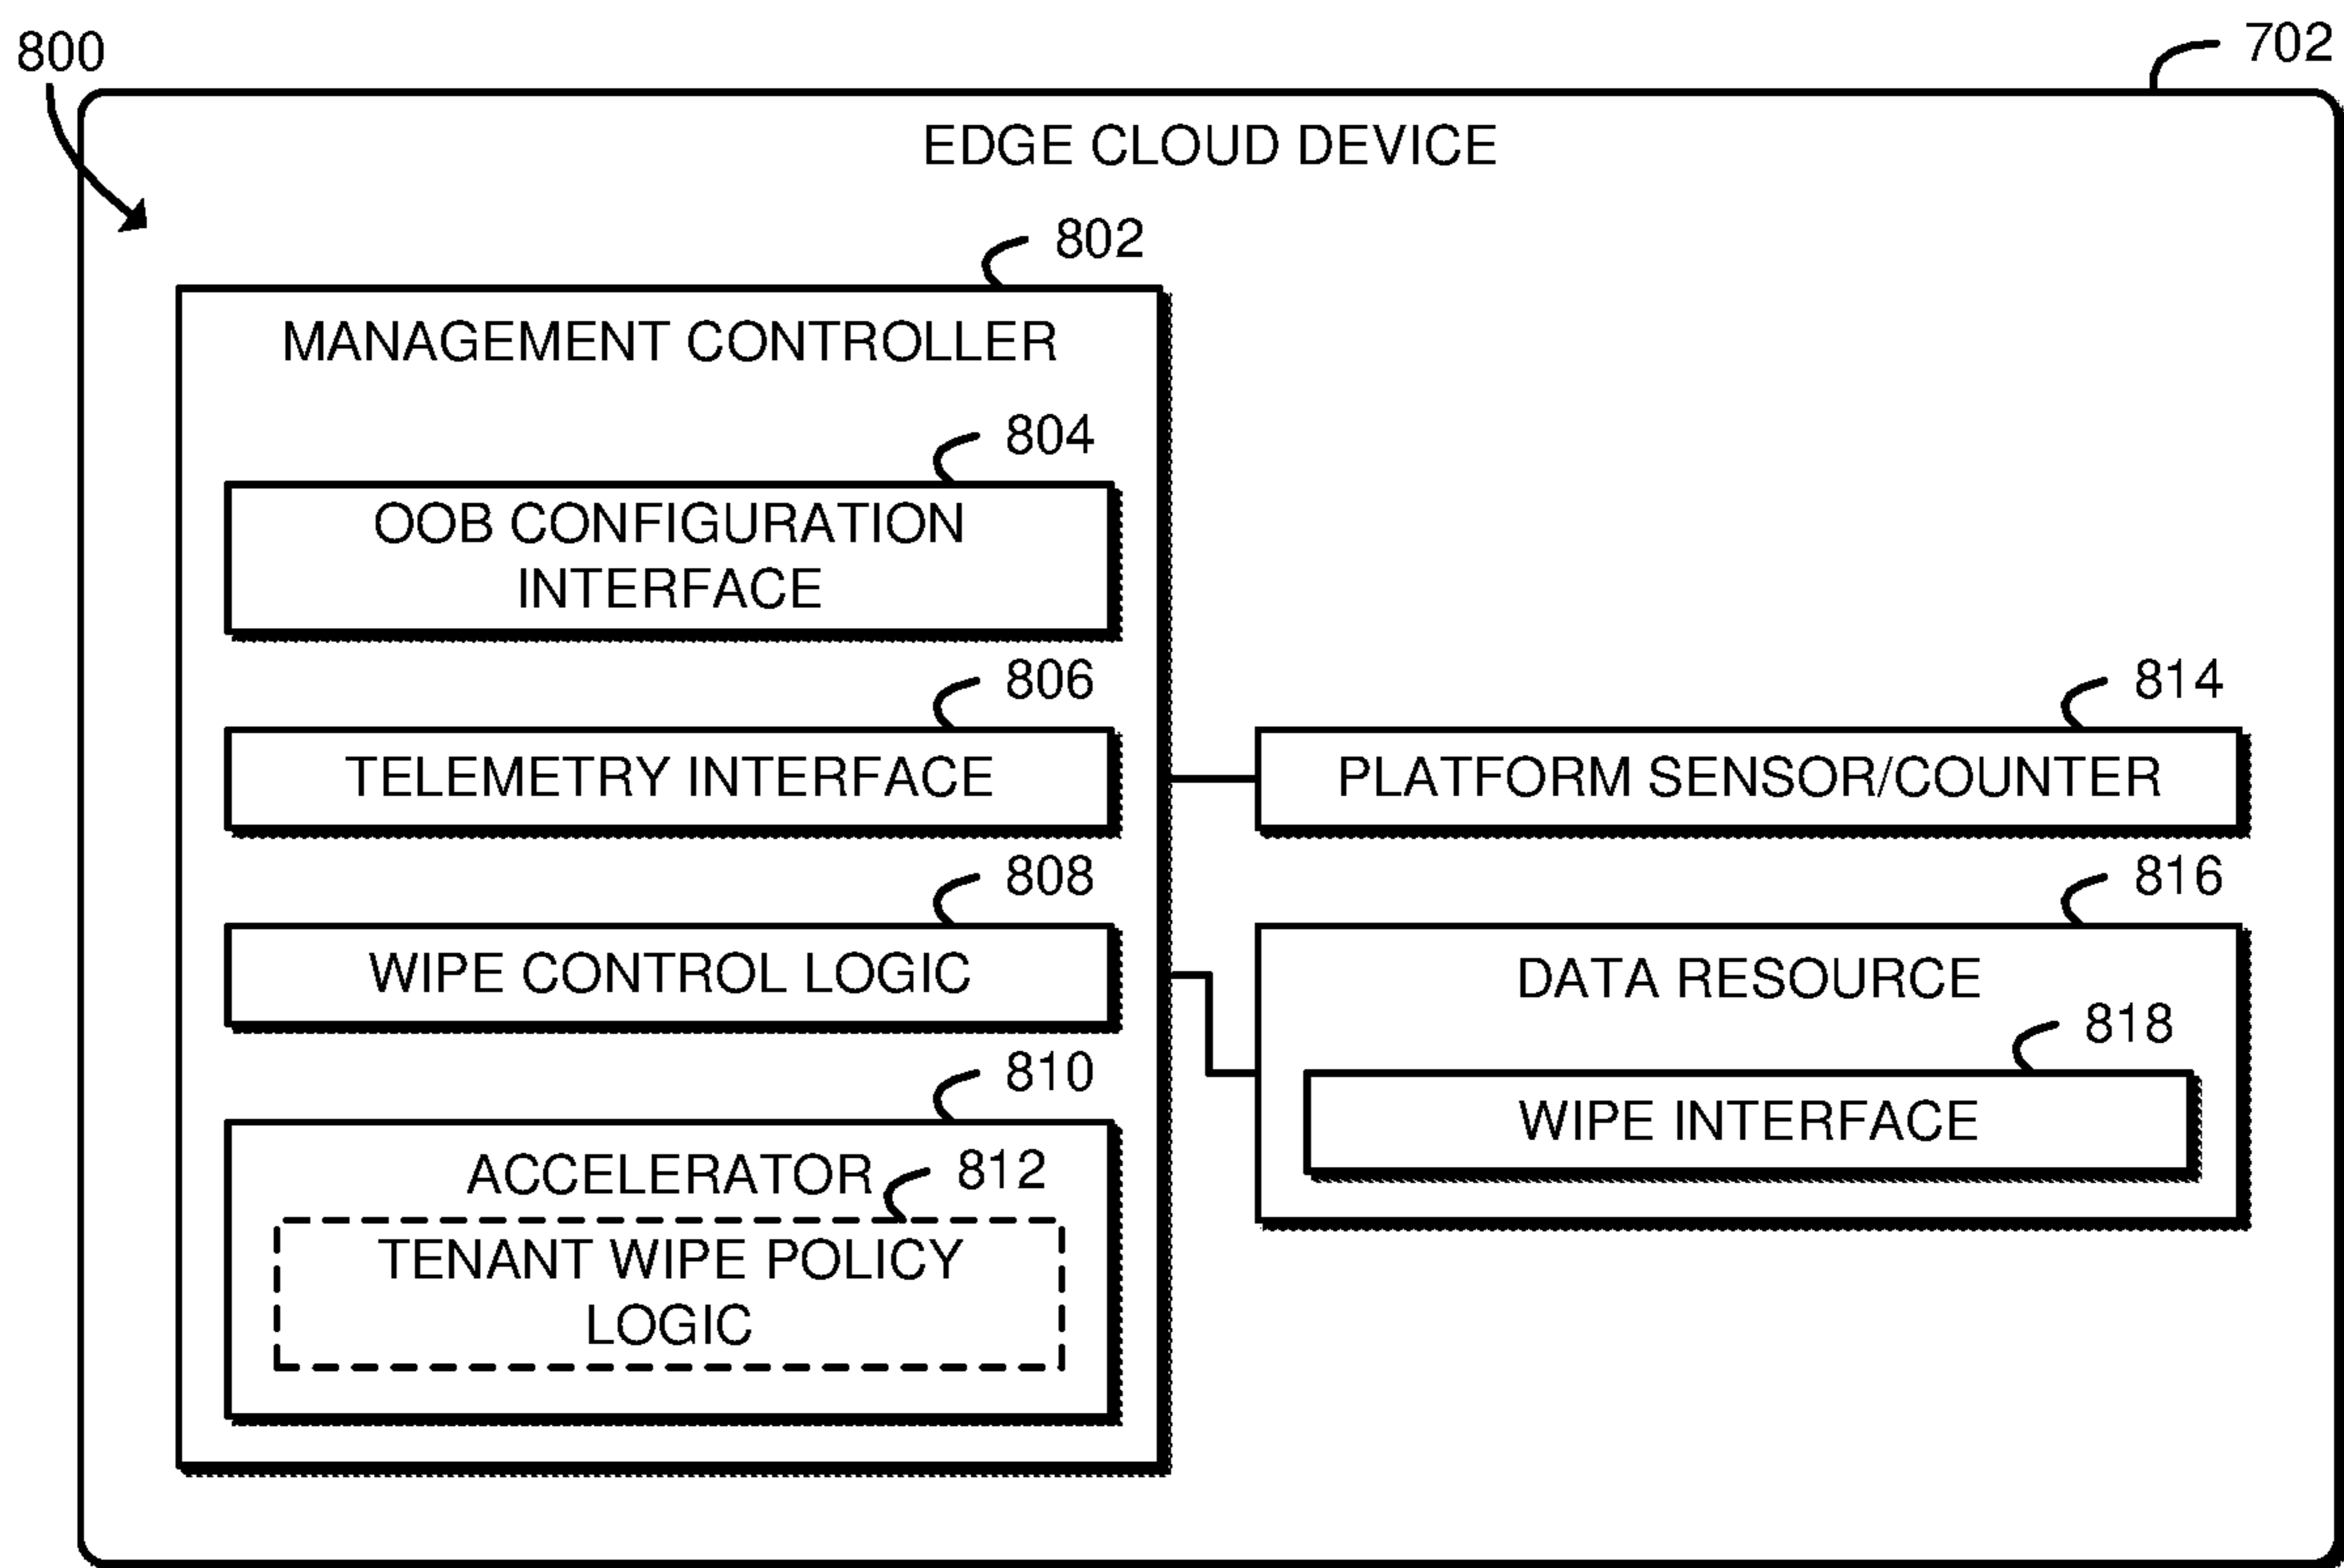 800
702
EDGE CLOUD DEVICE
802
MANAGEMENT CONTROLLER
804
OOB CONFIGURATION
INTERFACE
806
TELEMETRY INTERFACE
808
WIPE CONTROL LOGIC
810
ACCELERATOR
812
TENANT WIPE POLICY
LOGIC
814
PLATFORM SENSOR/COUNTER
816
DATA RESOURCE
818
WIPE INTERFACE